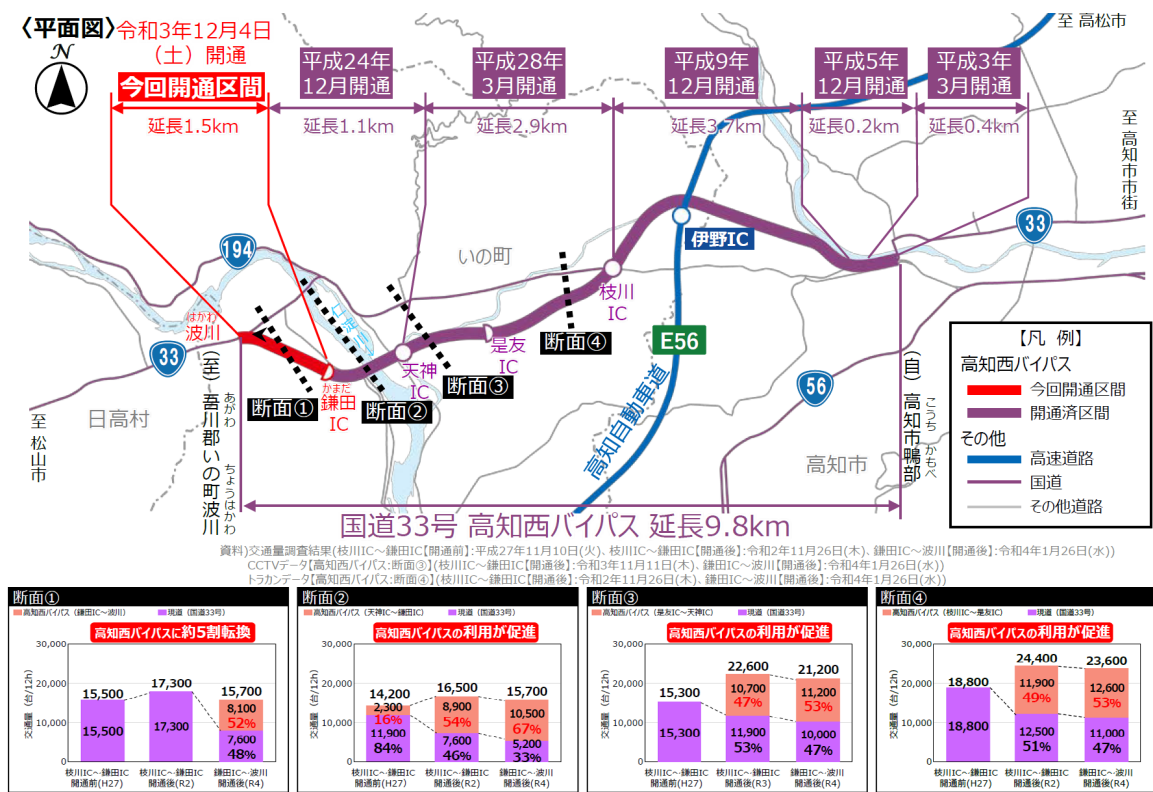 〈平面図〉
令和3年12月4日
（土）開通
N
今回開通区間
延長1.5km
平成24年
12月開通
延長1.1km
平成28年
3月開通
延長2.9km
平成9年
12月開通
延長3.7km
平成5年
12月開通
延長0.2km
平成3年
3月開通
延長0.4km
至 高松市
至 高知市市街
194
33
いの町
伊野IC
枝川
IC
33
はかわ
波川
仁淀川
断面④
是友
IC
E56
天神
IC
断面③
断面②
断面①
かまだ
鎌田
IC
56
日高村
至 松山市
（至）吾川郡いの町波川
あがわ ちょうはかわ
高知自動車道
高知市
（自）高知市鴨部
こうち かもべ
【凡 例】
高知西バイパス
今回開通区間
開通済区間
その他
高速道路
国道
その他道路
国道33号 高知西バイパス 延長9.8km
資料)交通量調査結果(枝川IC～鎌田IC【開通前】:平成27年11月10日(火)、枝川IC～鎌田IC【開通後】:令和2年11月26日(木)、鎌田IC～波川【開通後】:令和4年1月26日(水))
CCTVデータ【高知西バイパス:断面③】(枝川IC～鎌田IC【開通後】:令和3年11月11日(木)、鎌田IC～波川【開通後】:令和4年1月26日(水))
トラカンデータ【高知西バイパス:断面④】(枝川IC～鎌田IC【開通後】:令和2年11月26日(木)、鎌田IC～波川【開通後】:令和4年1月26日(水))
断面①
高知西バイパス（鎌田IC～波川） 現道（国道33号）
高知西バイパスに約5割転換
交通量（台/12h）
30,000
20,000
10,000
0
15,500
15,500
17,300
17,300
15,700
8,100
52%
7,600
48%
枝川IC～鎌田IC
開通前(H27)
枝川IC～鎌田IC
開通後(R2)
鎌田IC～波川
開通後(R4)
断面②
高知西バイパス（天神IC～鎌田IC） 現道（国道33号）
高知西バイパスの利用が促進
交通量（台/12h）
30,000
20,000
10,000
0
14,200
2,300
16%
11,900
84%
16,500
8,900
54%
7,600
46%
15,700
10,500
67%
5,200
33%
枝川IC～鎌田IC
開通前(H27)
枝川IC～鎌田IC
開通後(R2)
鎌田IC～波川
開通後(R4)
断面③
高知西バイパス（是友IC～天神IC） 現道（国道33号）
高知西バイパスの利用が促進
交通量（台/12h）
30,000
20,000
10,000
0
15,300
15,300
22,600
10,700
47%
11,900
53%
21,200
11,200
53%
10,000
47%
枝川IC～鎌田IC
開通前(H27)
枝川IC～鎌田IC
開通後(R3)
鎌田IC～波川
開通後(R4)
断面④
高知西バイパス（枝川IC～是友IC） 現道（国道33号）
高知西バイパスの利用が促進
交通量（台/12h）
30,000
20,000
10,000
0
18,800
18,800
24,400
11,900
49%
12,500
51%
23,600
12,600
53%
11,000
47%
枝川IC～鎌田IC
開通前(H27)
枝川IC～鎌田IC
開通後(R2)
鎌田IC～波川
開通後(R4)